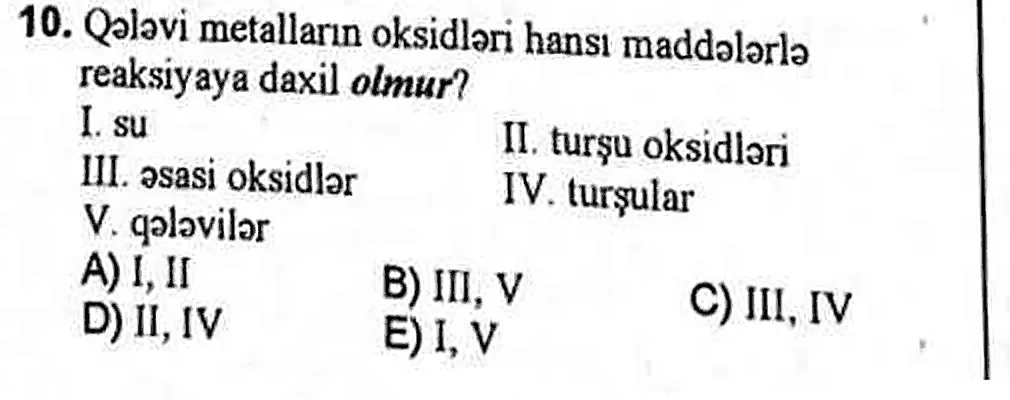 10. Qələvi metalların oksidləri hansı maddələrlə
reaksiyaya daxil olmur?
I. su II. turşu oksidləri
III. əsasi oksidlər IV. turşular
V. qələvilər
A) I, II B) III, V C) III, IV
D) II, IV E) I, V